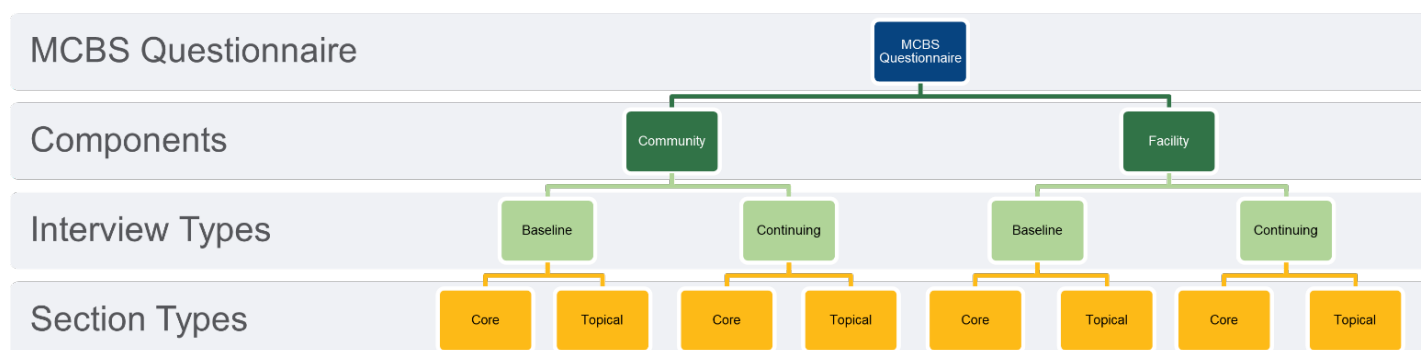 MCBS Questionnaire
MCBS
Questionnaire
Components
Community
Facility
Interview Types
Baseline
Continuing
Baseline
Continuing
Section Types
Core
Topical
Core
Topical
Core
Topical
Core
Topical